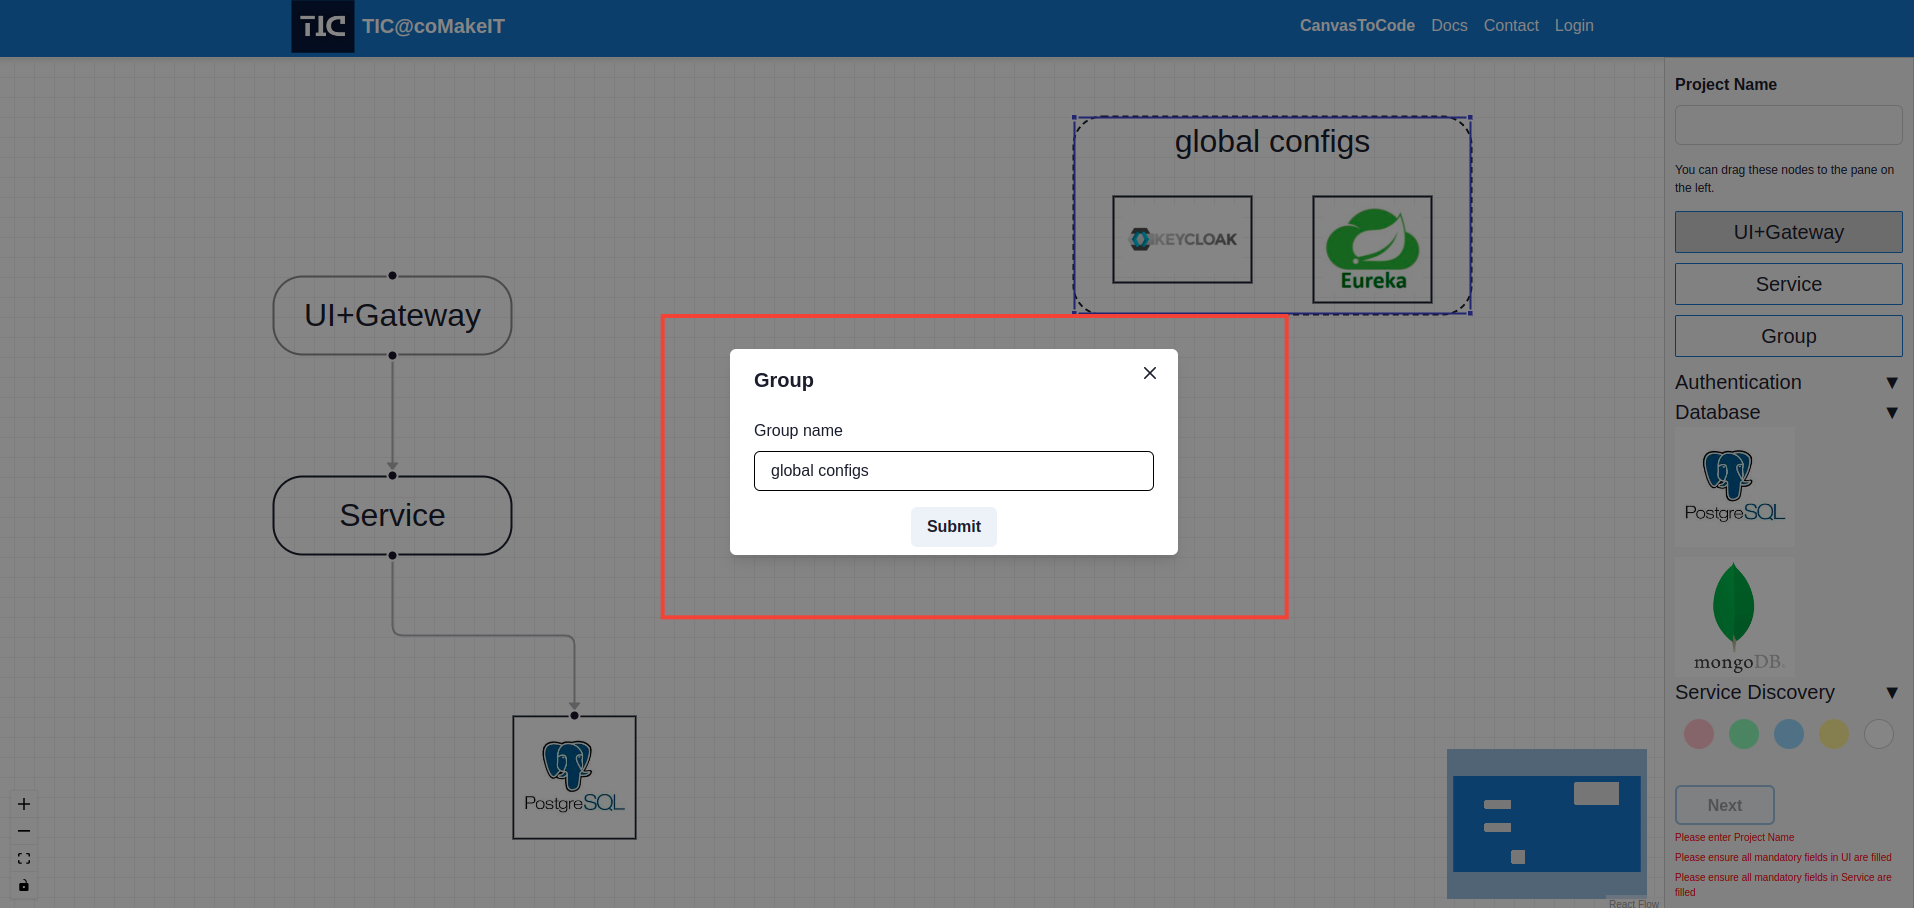 TIC
TIC@coMakeIT
CanvasToCode
Docs
Contact
Login
global configs
KEYCLOAK
Eureka
UI+Gateway
Service
PostgreSQL
Group
Group name
global configs
Submit
Project Name
You can drag these nodes to the pane on
the left.
UI+Gateway
Service
Group
Authentication
Database
PostgreSQL
mongoDB.
Service Discovery
Next
Please enter Project Name
Please ensure all mandatory fields in UI are filled
Please ensure all mandatory fields in Service are
filled
React Flow